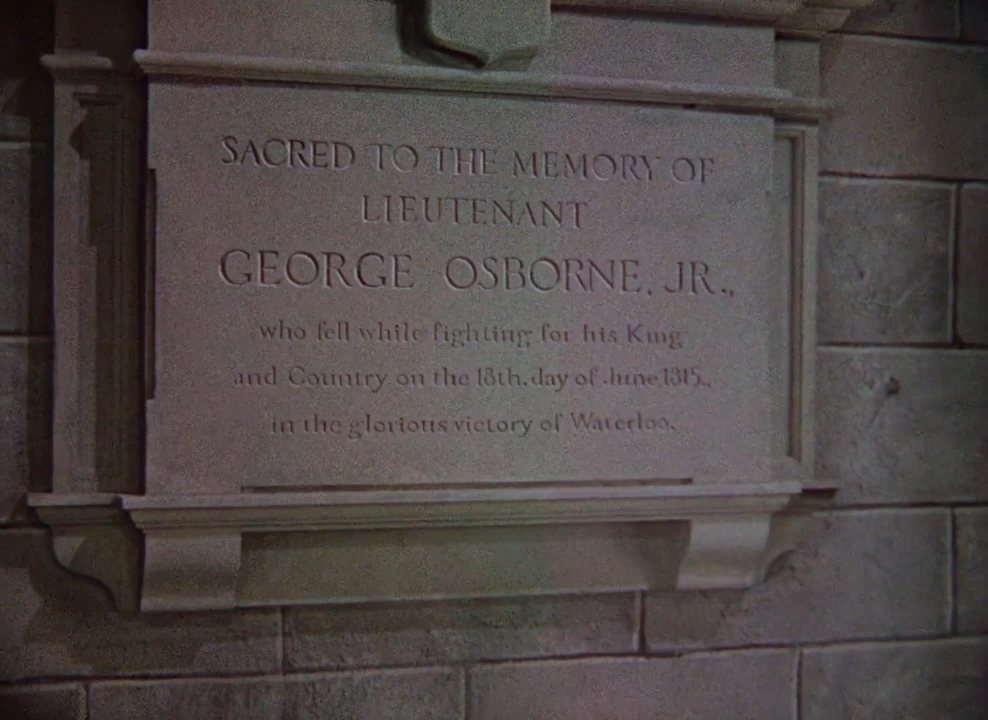 SACRED TO THE MEMORY OF
LIEUTENANT
GEORGE OSBORNE, JR.,
who fell while fighting for his King
and Country on the 18th. day of June, 1815.,
in the glorious victory of Waterloo.